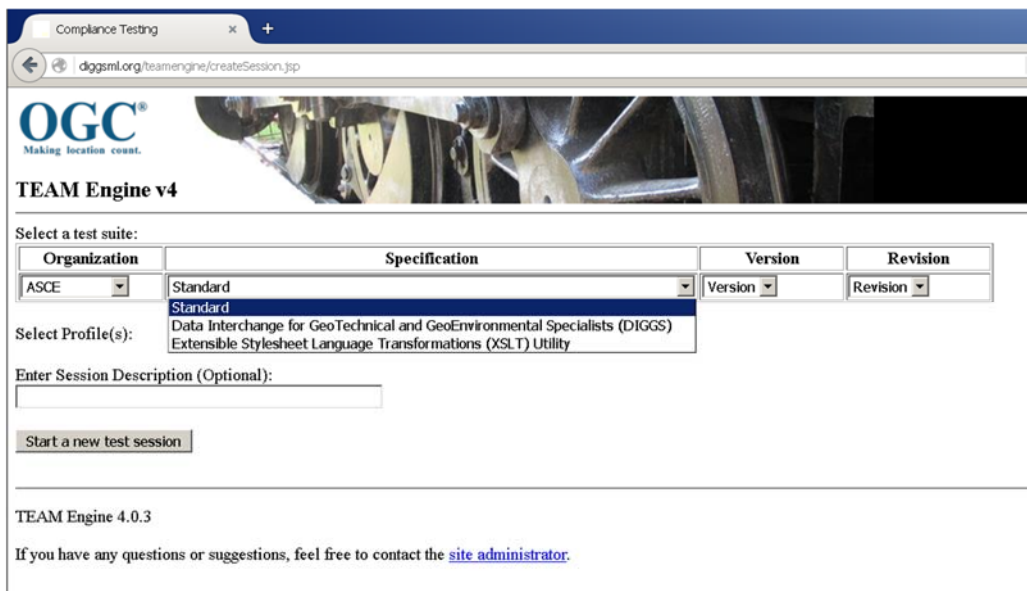 Compliance Testing
diggsml.org/teamengine/createSession.jsp
OGC®
Making location count.
TEAM Engine v4
Select a test suite:
Organization Specification Version Revision
ASCE Standard Version Revision
Standard
Data Interchange for GeoTechnical and GeoEnvironmental Specialists (DIGGS)
Select Profile(s):
Extensible Stylesheet Language Transformations (XSLT) Utility
Enter Session Description (Optional):
Start a new test session
TEAM Engine 4.0.3
If you have any questions or suggestions, feel free to contact the site administrator.